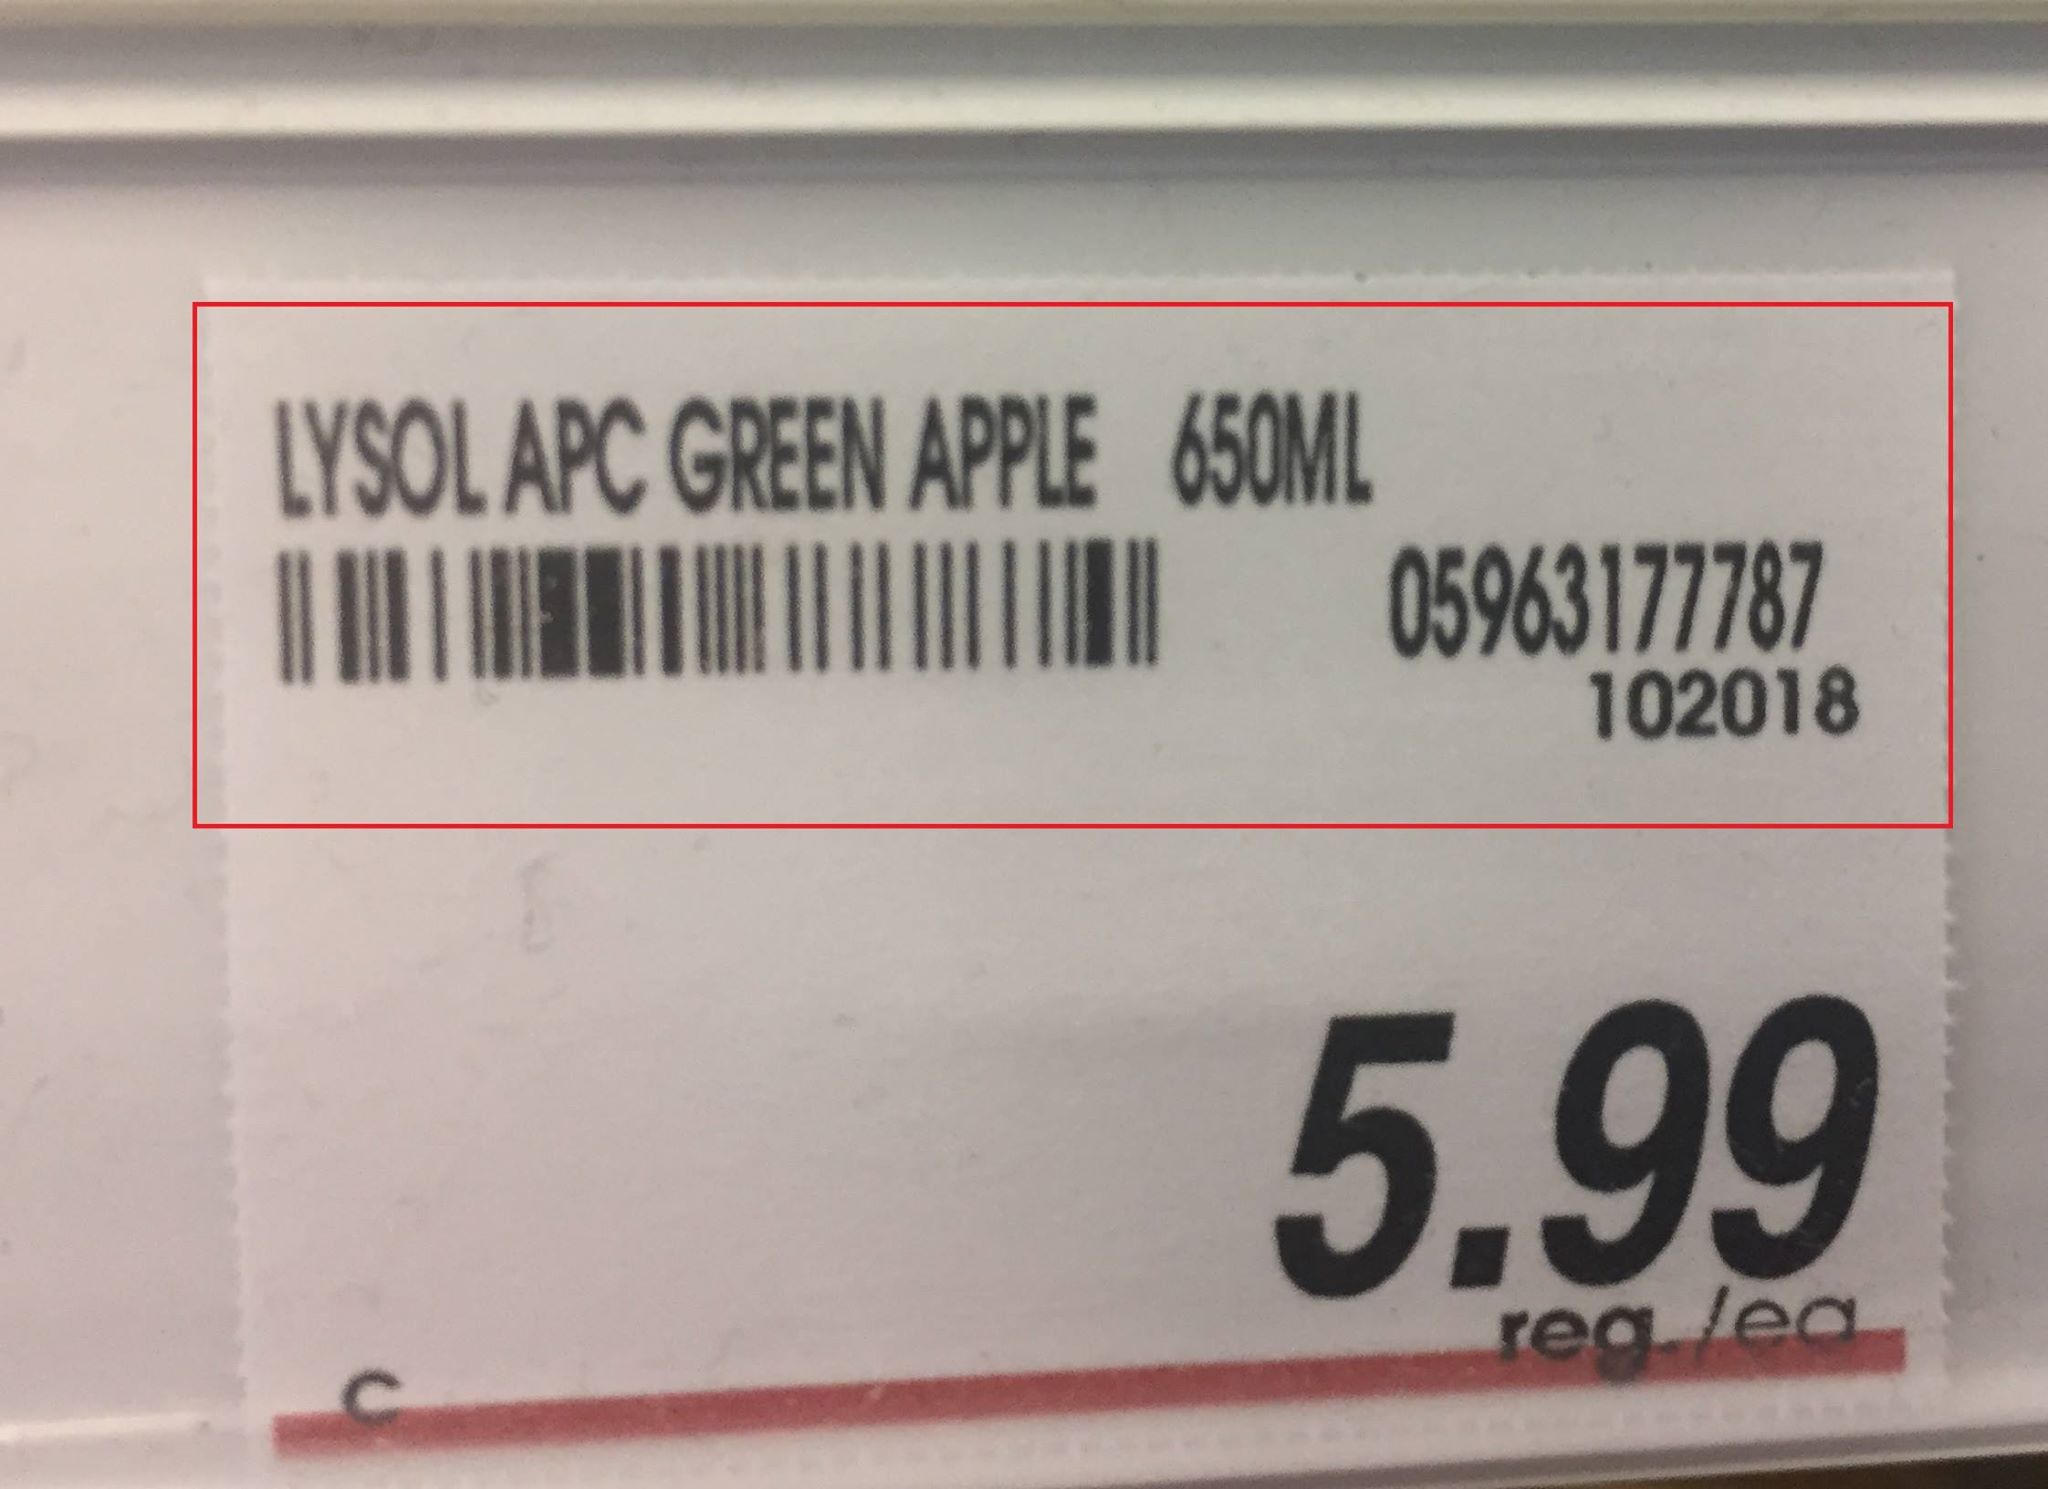 LYSOL APC GREEN APPLE 650ML
05963177787
102018
5.99
reg./ea
c